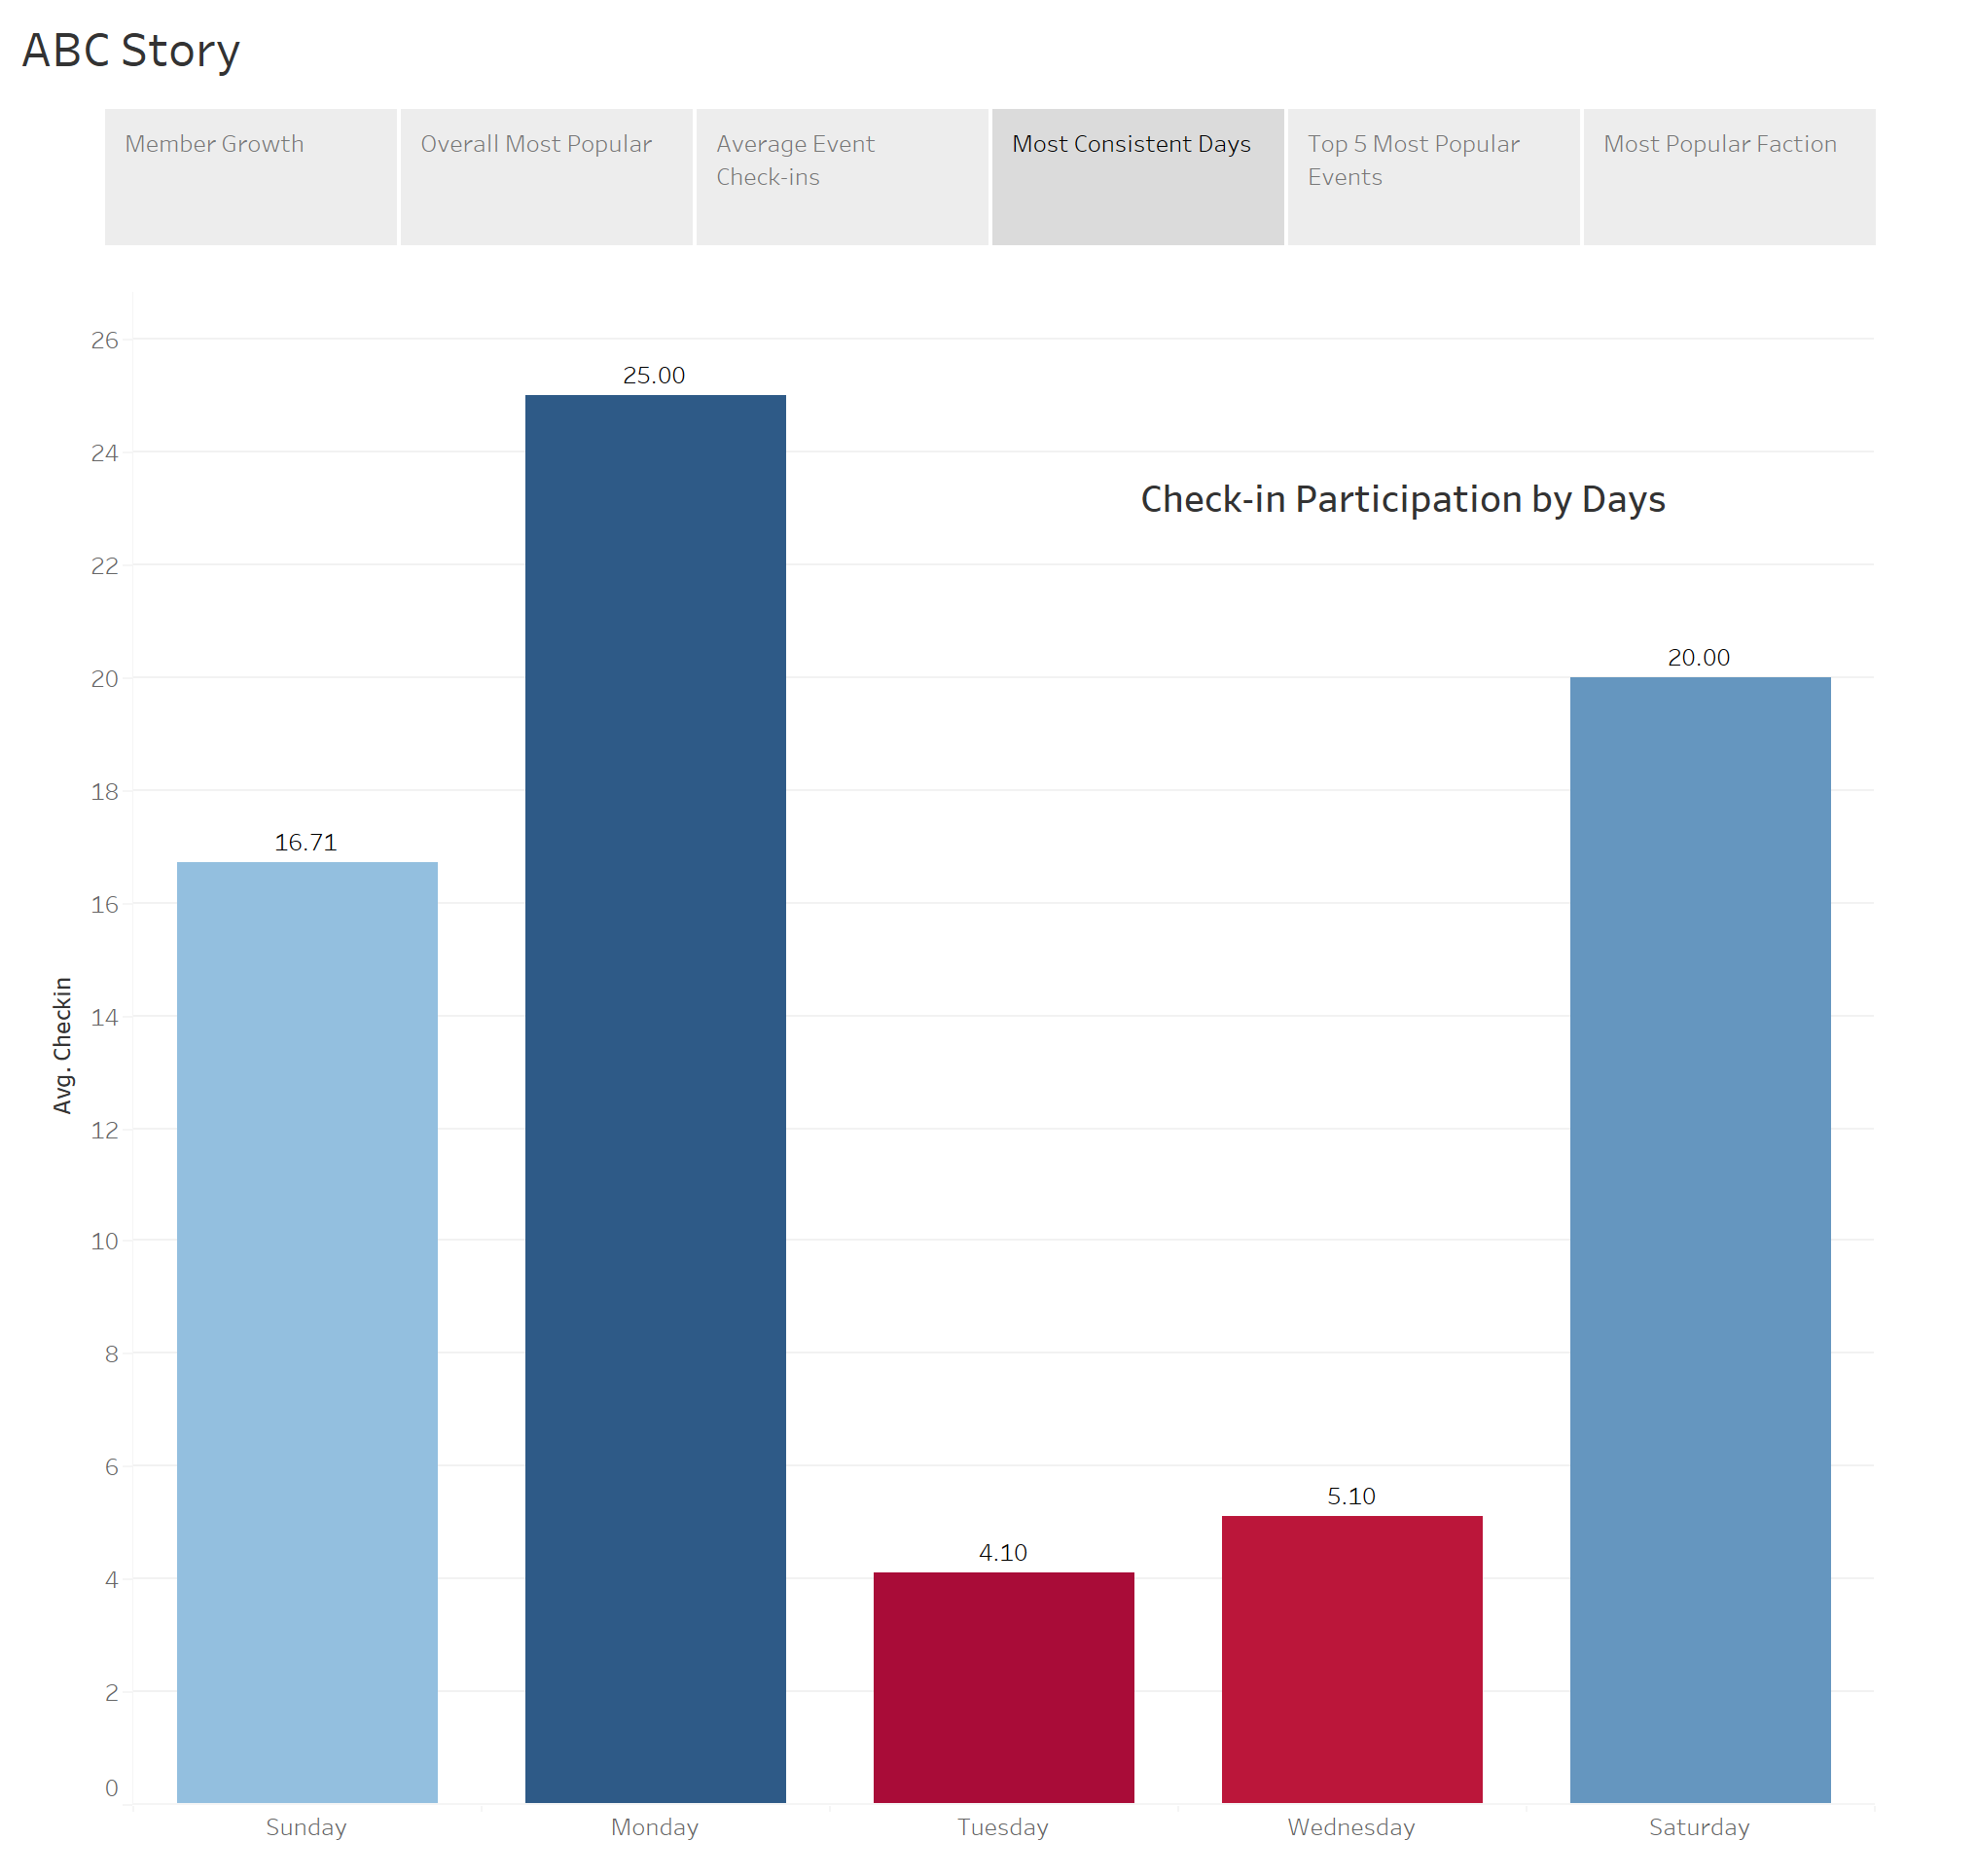 ABC Story
Member Growth
Overall Most Popular
Average Event
Check-ins
Most Consistent Days
Top 5 Most Popular
Events
Most Popular Faction
Check-in Participation by Days
Avg. Checkin
26
24
22
20
18
16
14
12
10
8
6
4
2
0
16.71
25.00
4.10
5.10
20.00
Sunday
Monday
Tuesday
Wednesday
Saturday